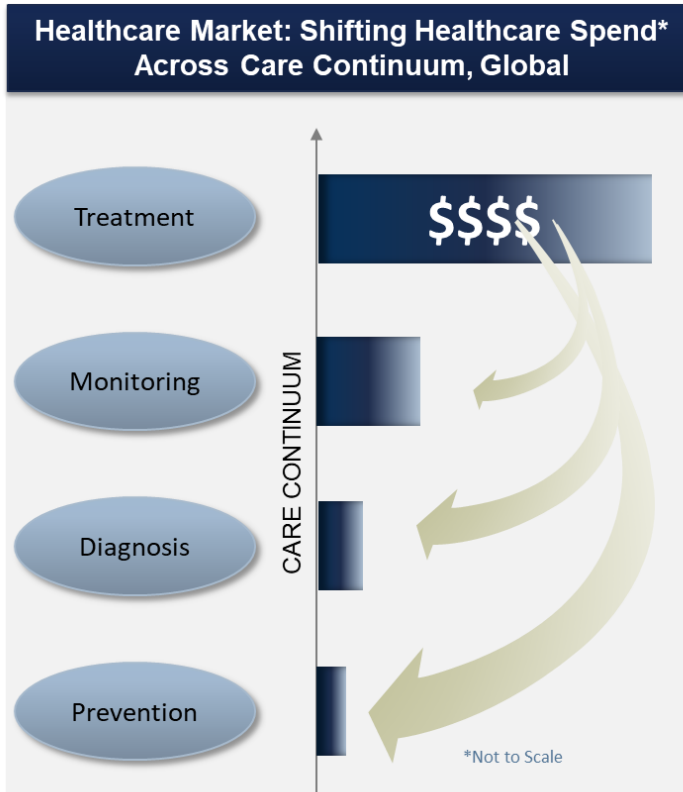 Healthcare Market: Shifting Healthcare Spend*
Across Care Continuum, Global
Treatment
$$$$
Monitoring
CARE CONTINUUM
Diagnosis
Prevention
*Not to Scale